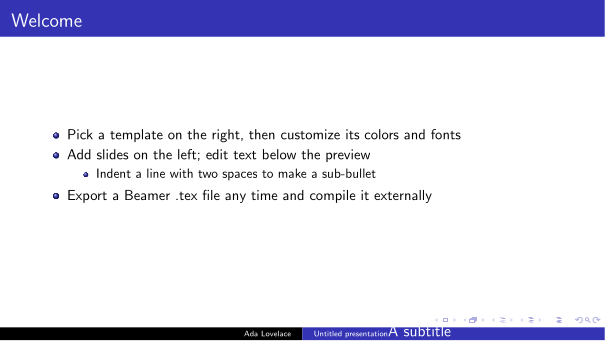 Welcome
Pick a template on the right, then customize its colors and fonts
Add slides on the left; edit text below the preview
Indent a line with two spaces to make a sub-bullet
Export a Beamer .tex file any time and compile it externally
Ada Lovelace Untitled presentationA subtitle